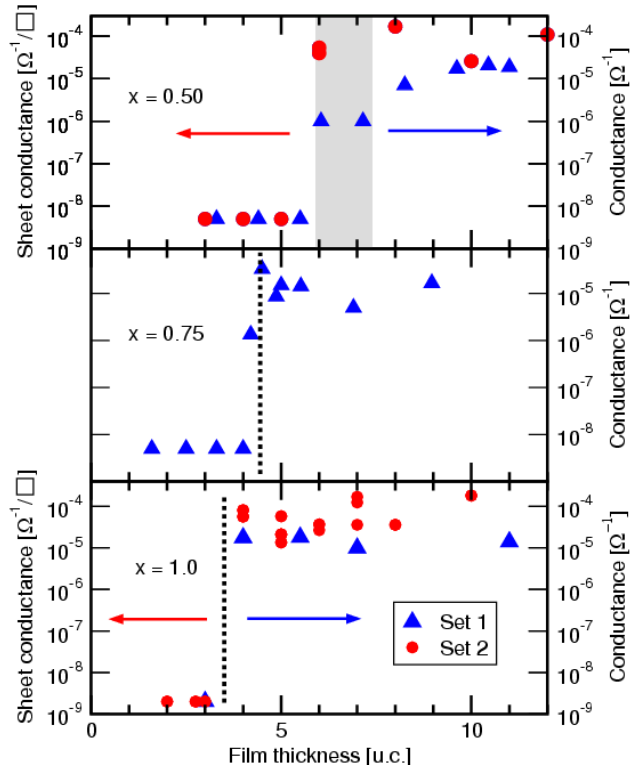 Sheet conductance [Ω⁻¹/□]
10⁻⁴
10⁻⁵
10⁻⁶
10⁻⁷
10⁻⁸
10⁻⁹
x = 0.50
10⁻⁴
10⁻⁵
10⁻⁶
10⁻⁷
10⁻⁸
10⁻⁹
Conductance [Ω⁻¹]
x = 0.75
10⁻⁵
10⁻⁶
10⁻⁷
10⁻⁸
Conductance [Ω⁻¹]
Sheet conductance [Ω⁻¹/□]
10⁻⁴
10⁻⁵
10⁻⁶
10⁻⁷
10⁻⁸
10⁻⁹
x = 1.0
Set 1
Set 2
10⁻⁴
10⁻⁵
10⁻⁶
10⁻⁷
10⁻⁸
10⁻⁹
Conductance [Ω⁻¹]
0 5 10
Film thickness [u.c.]